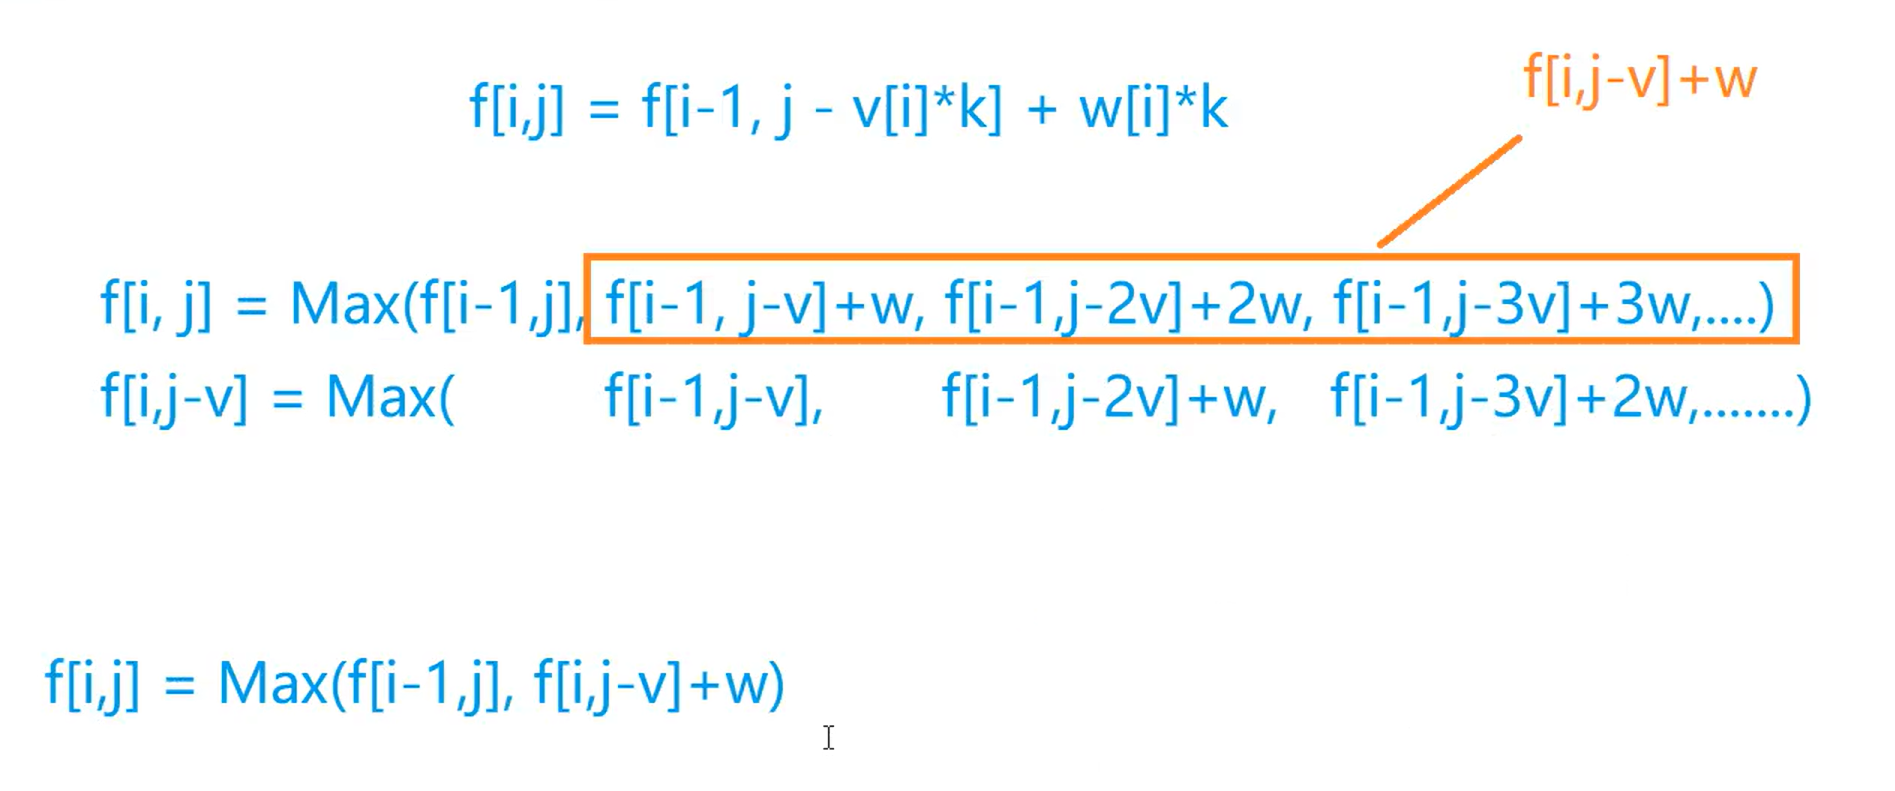 f[i,j-v]+w
f[i,j] = f[i-1, j - v[i]*k] + w[i]*k
f[i, j] = Max(f[i-1,j], f[i-1, j-v]+w, f[i-1,j-2v]+2w, f[i-1,j-3v]+3w,....)
f[i,j-v] = Max( f[i-1,j-v], f[i-1,j-2v]+w, f[i-1,j-3v]+2w,.......)
f[i,j] = Max(f[i-1,j], f[i,j-v]+w)